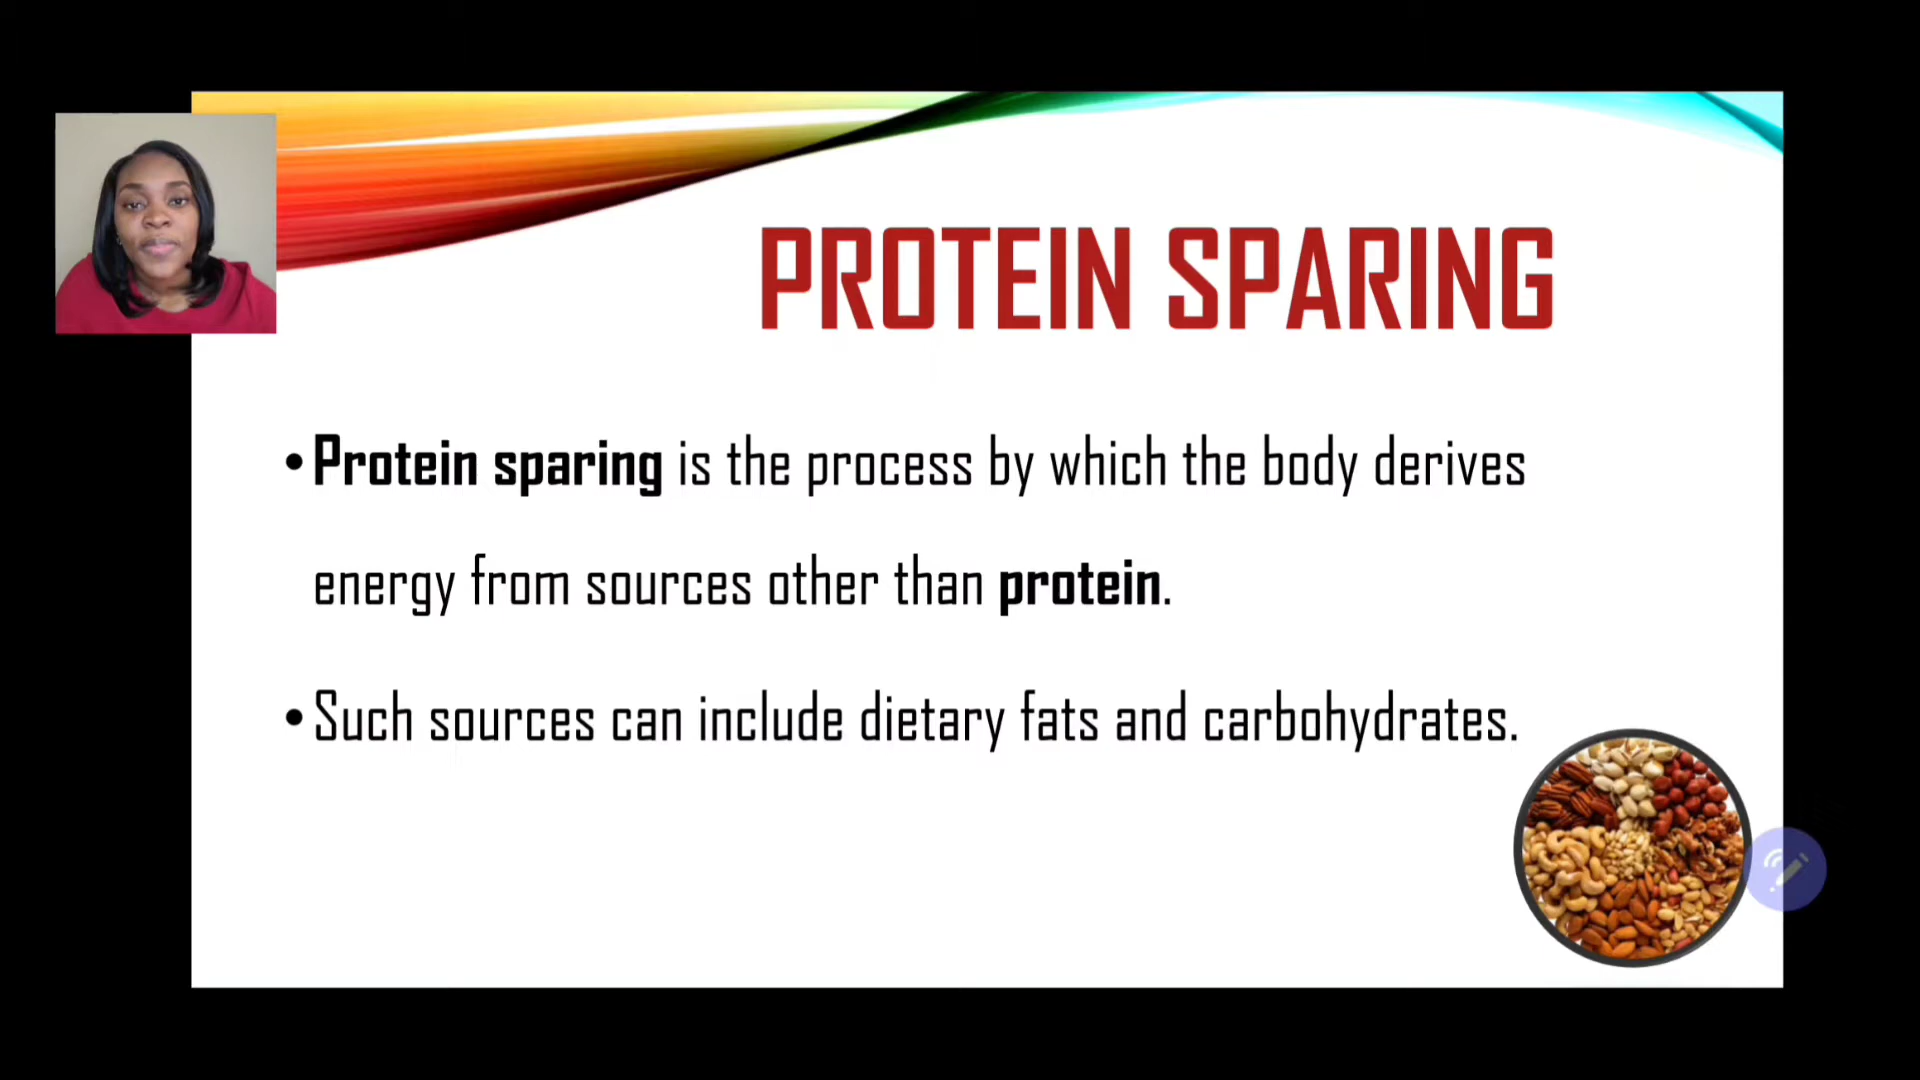 PROTEIN SPARING
• Protein sparing is the process by which the body derives
energy from sources other than protein.
• Such sources can include dietary fats and carbohydrates.